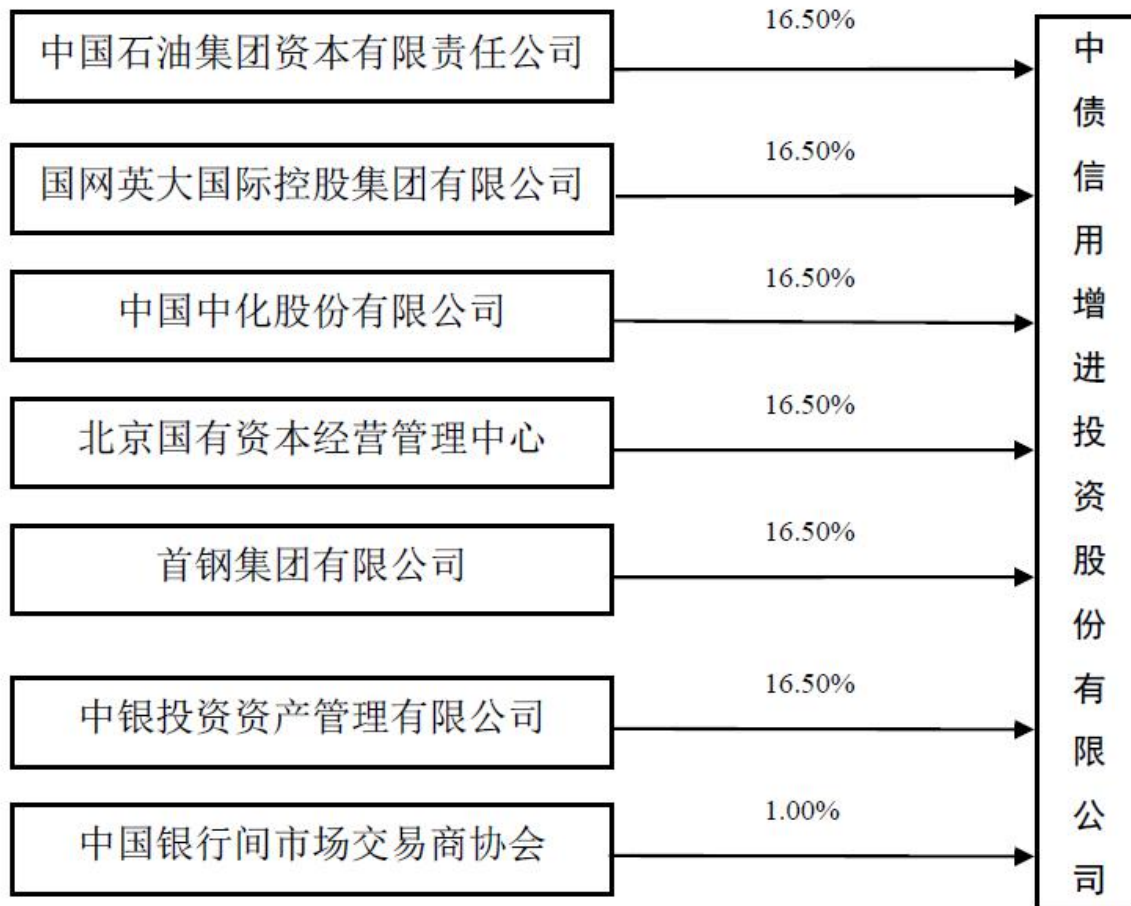 16.50%
中国石油集团资本有限责任公司
16.50%
国网英大国际控股集团有限公司
16.50%
中国中化股份有限公司
16.50%
北京国有资本经营管理中心
16.50%
首钢集团有限公司
16.50%
中银投资资产管理有限公司
1.00%
中国银行间市场交易商协会
中债信用增进投资股份有限公司